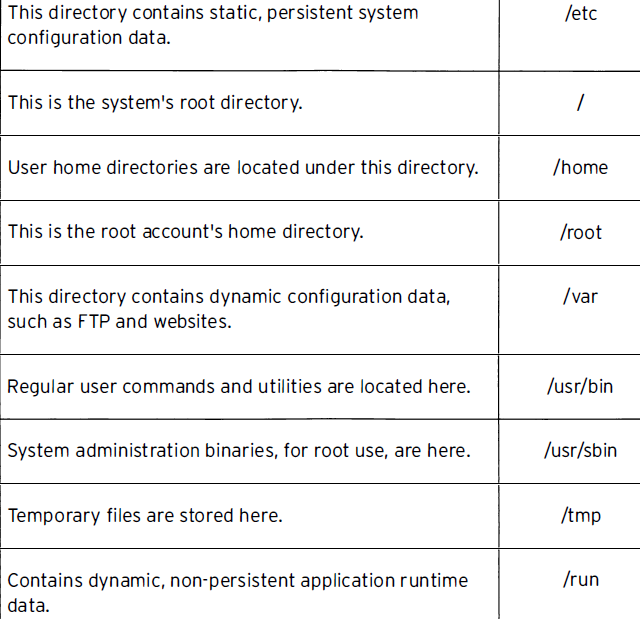 This directory contains static, persistent system /etc
configuration data.
This is the system's root directory. /
User home directories are located under this directory. /home
This is the root account's home directory. /root
This directory contains dynamic configuration data, /var
such as FTP and websites.
Regular user commands and utilities are located here. /usr/bin
System administration binaries, for root use, are here. /usr/sbin
Temporary files are stored here. /tmp
Contains dynamic, non-persistent application runtime /run
data.